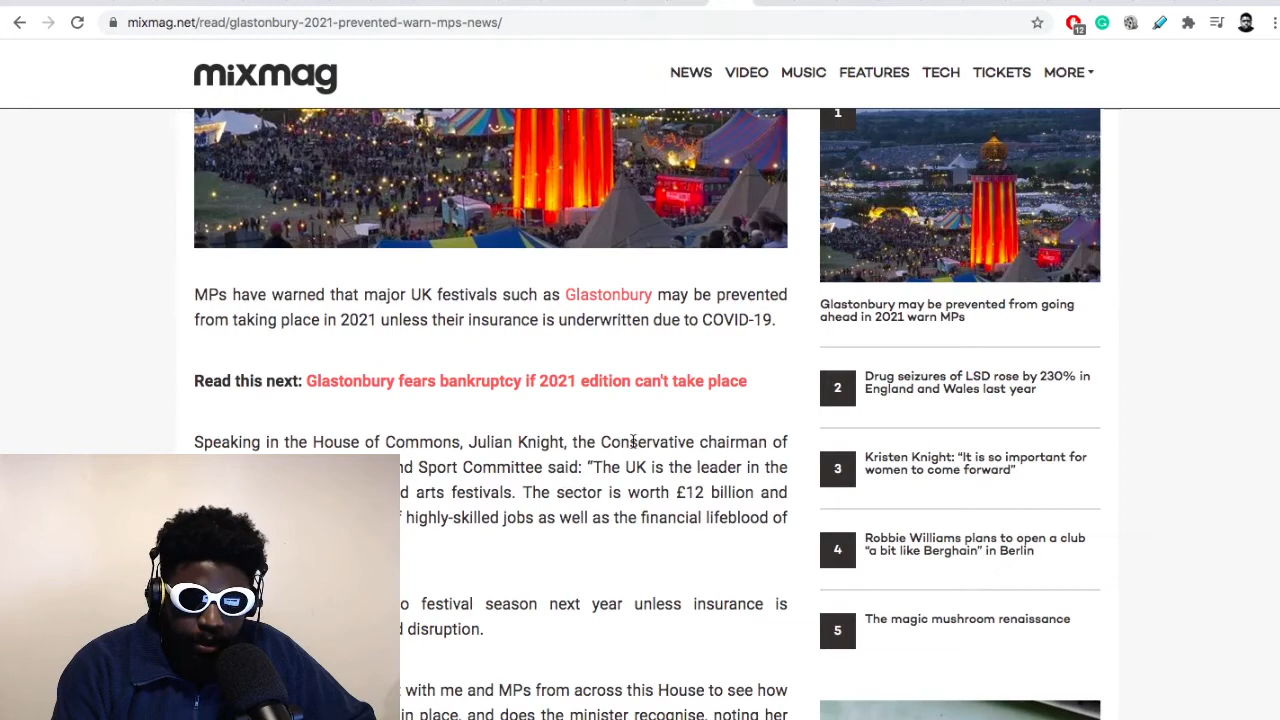 mixmag.net/read/glastonbury-2021-prevented-warn-mps-news/
12
mixmag
NEWS VIDEO MUSIC FEATURES TECH TICKETS MORE
MPs have warned that major UK festivals such as Glastonbury may be prevented
from taking place in 2021 unless their insurance is underwritten due to COVID-19.
Read this next: Glastonbury fears bankruptcy if 2021 edition can't take place
Speaking in the House of Commons, Julian Knight, the Conservative chairman of
nd Sport Committee said: “The UK is the leader in the
d arts festivals. The sector is worth £12 billion and
f highly-skilled jobs as well as the financial lifeblood of
o festival season next year unless insurance is
d disruption.
t with me and MPs from across this House to see how
in place, and does the minister recognise, noting her
1
Glastonbury may be prevented from going
ahead in 2021 warn MPs
2
Drug seizures of LSD rose by 230% in
England and Wales last year
3
Kristen Knight: “It is so important for
women to come forward”
4
Robbie Williams plans to open a club
“a bit like Berghain” in Berlin
5
The magic mushroom renaissance